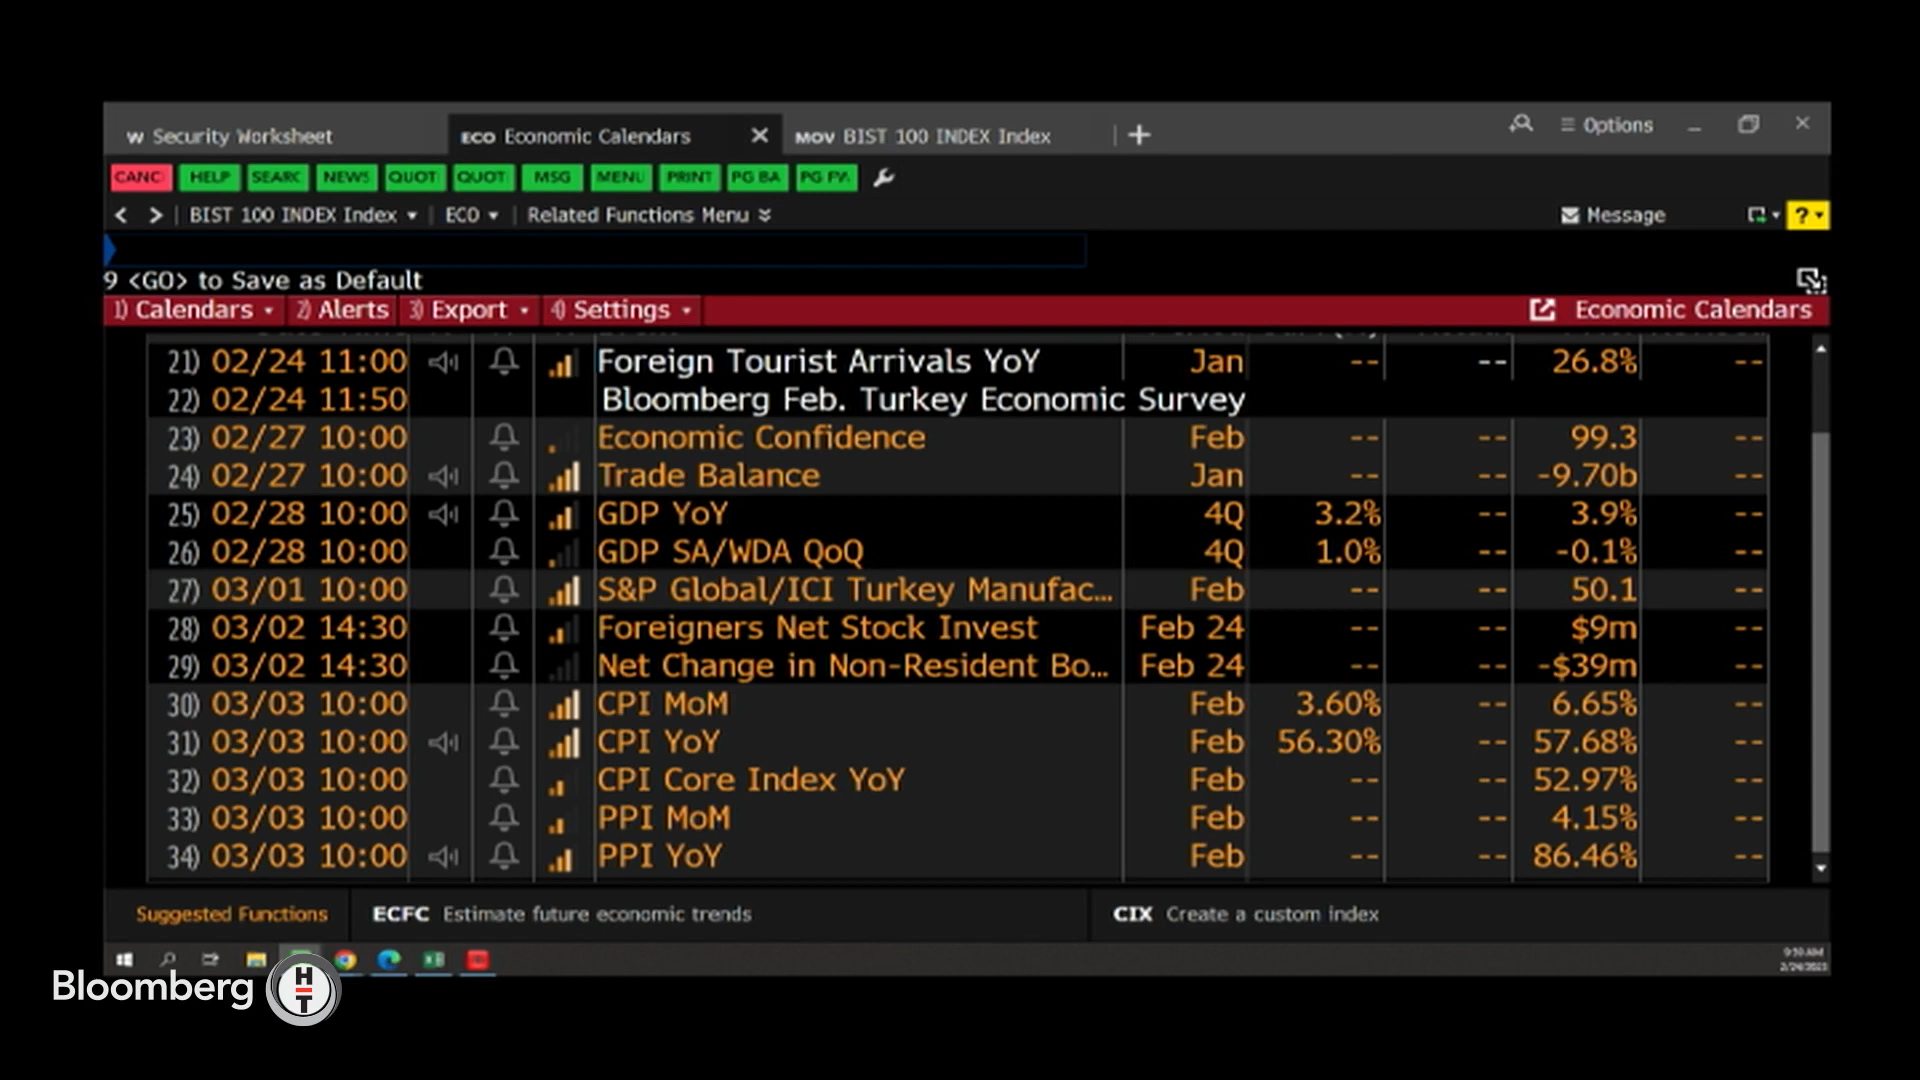 W Security Worksheet
ECO Economic Calendars
MOV BIST 100 INDEX Index
Options
CANC HELP SEARC NEWS QUOT QUOT MSG MENU PRINT PG BA
BIST 100 INDEX Index ECO Related Functions Menu
Message
?
9 <GO> to Save as Default
1) Calendars 2) Alerts 3) Export 4) Settings Economic Calendars
21) 02/24 11:00 Foreign Tourist Arrivals YoY Jan -- -- 26.8% --
22) 02/24 11:50 Bloomberg Feb. Turkey Economic Survey
23) 02/27 10:00 Economic Confidence Feb -- -- 99.3 --
24) 02/27 10:00 Trade Balance Jan -- -- -9.70b --
25) 02/28 10:00 GDP YoY 4Q 3.2% -- 3.9% --
26) 02/28 10:00 GDP SA/WDA QoQ 4Q 1.0% -- -0.1% --
27) 03/01 10:00 S&P Global/ICI Turkey Manufac... Feb -- -- 50.1 --
28) 03/02 14:30 Foreigners Net Stock Invest Feb 24 -- -- $9m --
29) 03/02 14:30 Net Change in Non-Resident Bo... Feb 24 -- -- -$39m --
30) 03/03 10:00 CPI MoM Feb 3.60% -- 6.65% --
31) 03/03 10:00 CPI YoY Feb 56.30% -- 57.68% --
32) 03/03 10:00 CPI Core Index YoY Feb -- -- 52.97% --
33) 03/03 10:00 PPI MoM Feb -- -- 4.15% --
34) 03/03 10:00 PPI YoY Feb -- -- 86.46% --
Suggested Functions ECFC Estimate future economic trends CIX Create a custom index
9:50 AM
2/24/2023
Bloomberg HT